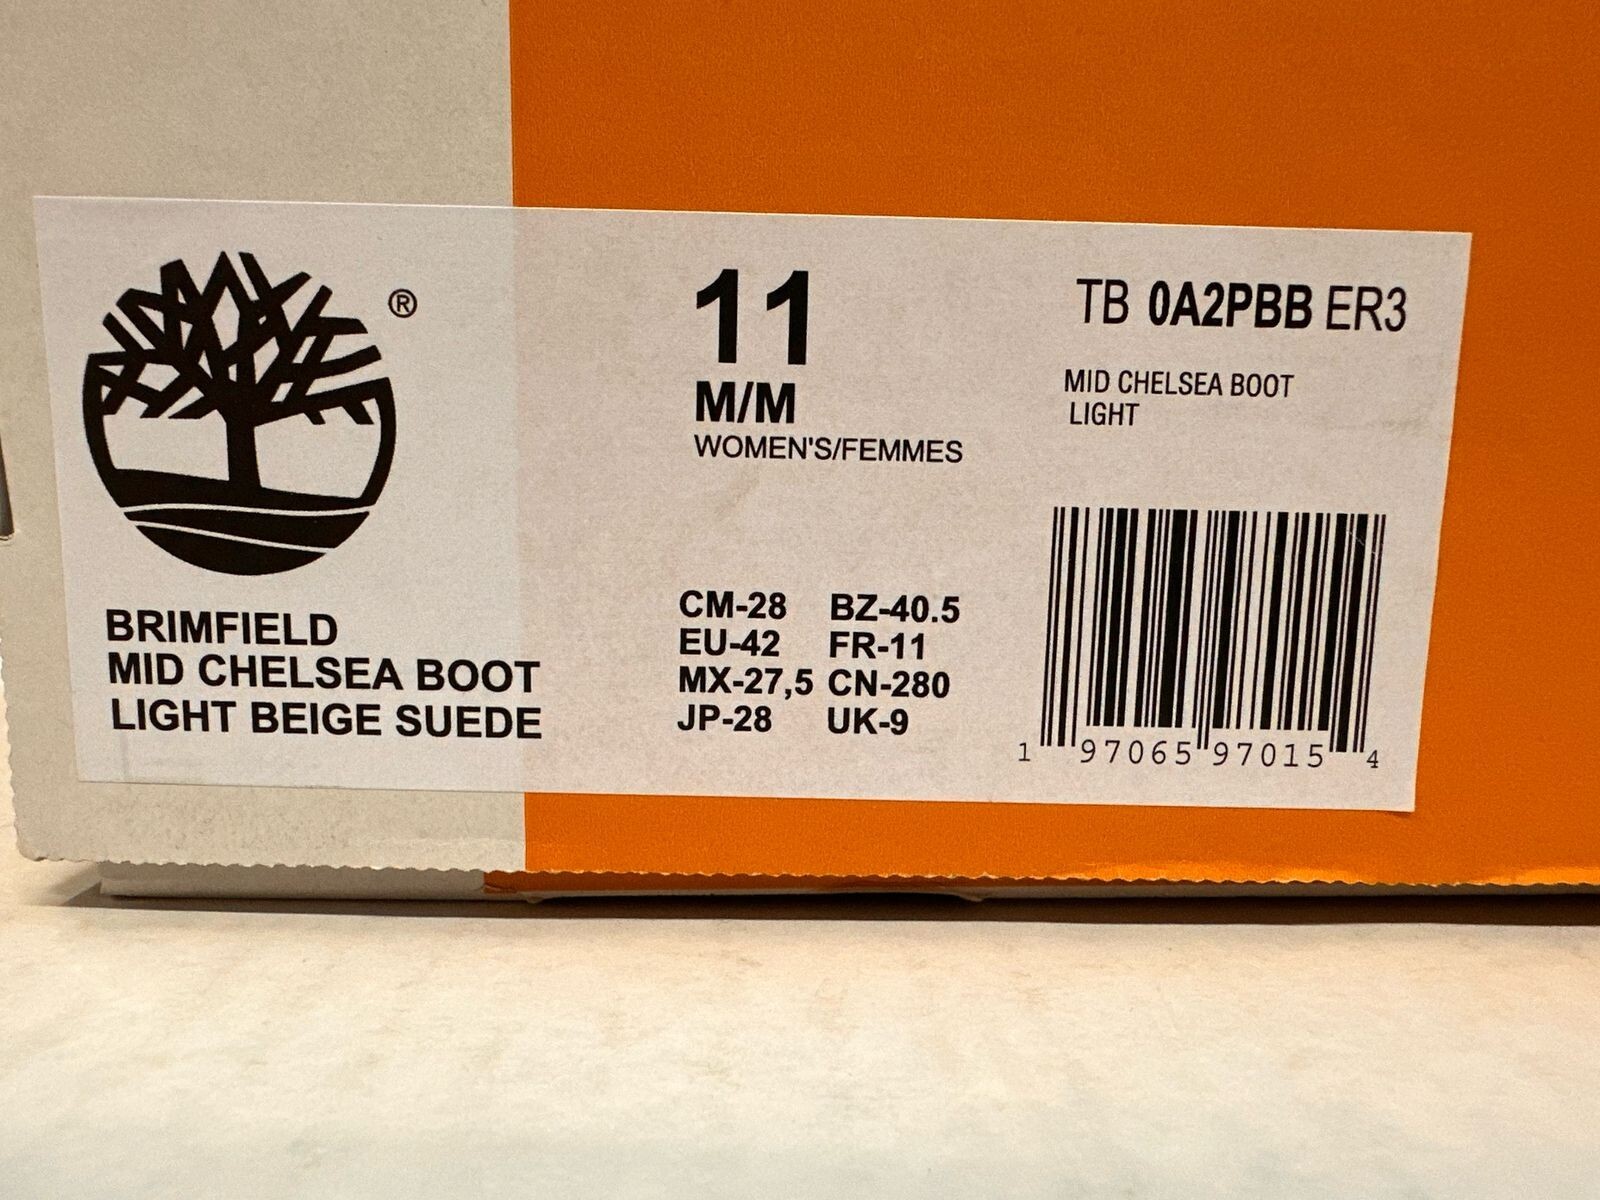 ®
BRIMFIELD
MID CHELSEA BOOT
LIGHT BEIGE SUEDE
11
M/M
WOMEN'S/FEMMES
CM-28 BZ-40.5
EU-42 FR-11
MX-27,5 CN-280
JP-28 UK-9
TB 0A2PBB ER3
MID CHELSEA BOOT
LIGHT
1 97065 97015 4